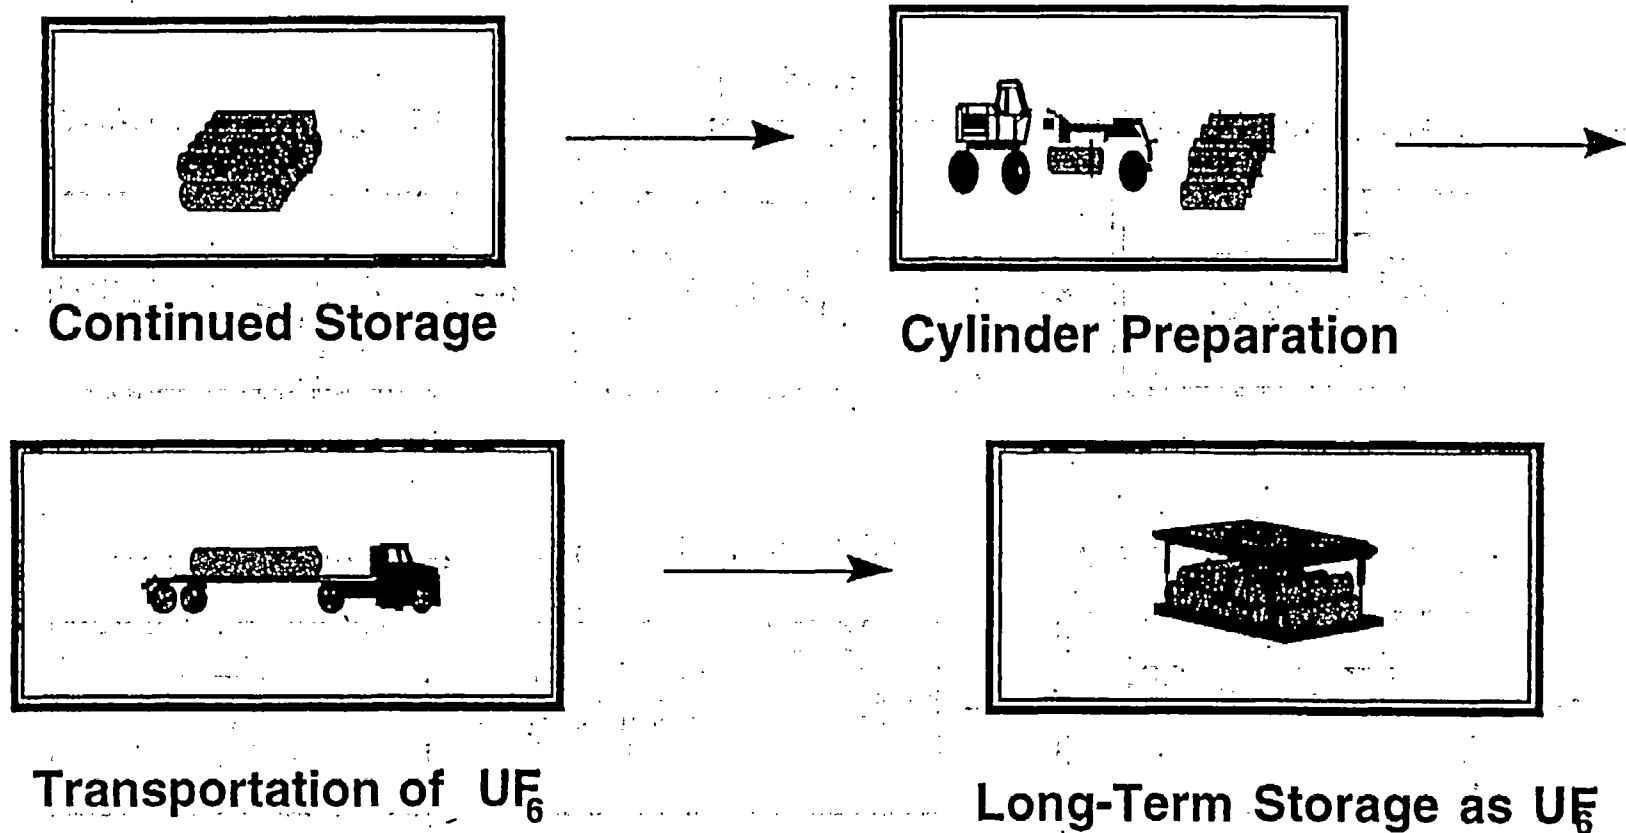 Continued Storage
Cylinder Preparation
Transportation of UF₆
Long-Term Storage as UF₆